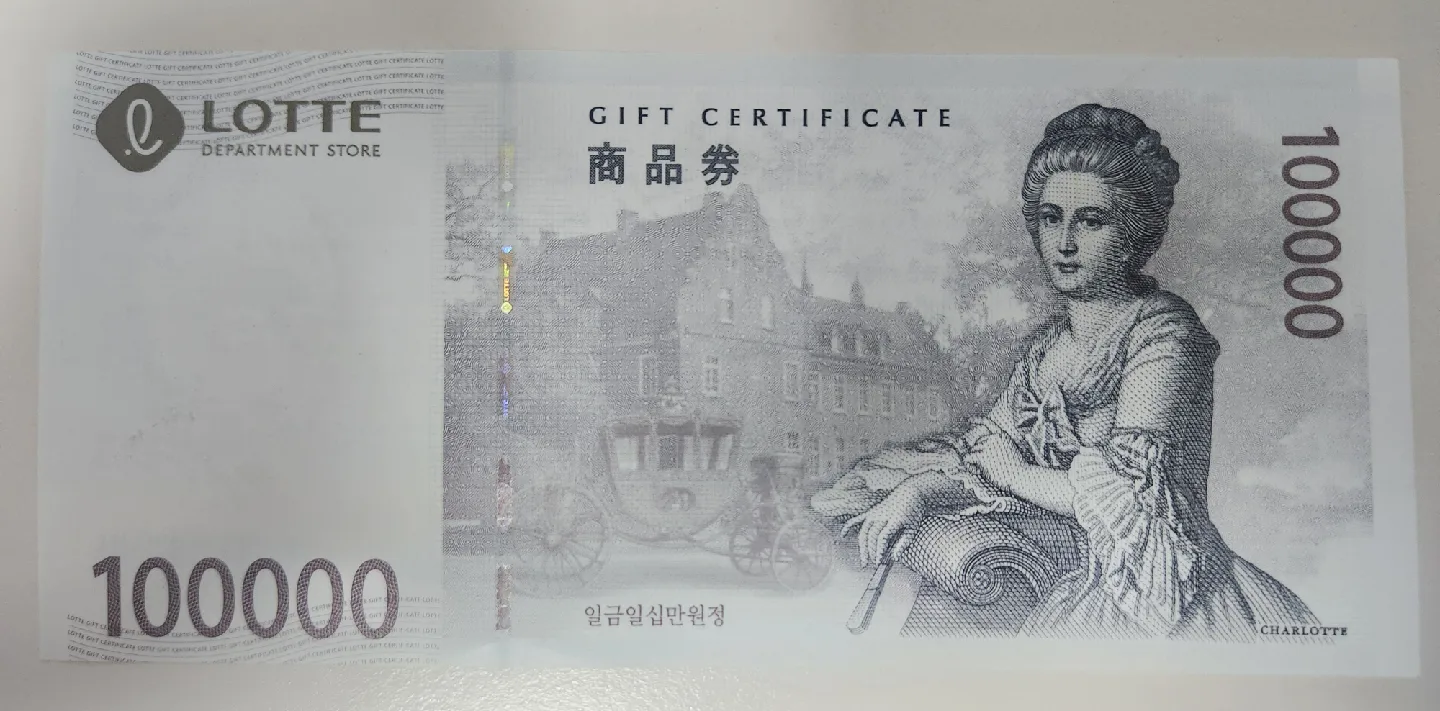 LOTTE
DEPARTMENT STORE
GIFT CERTIFICATE
商品券
100000
100000
일금일십만원정
CHARLOTTE